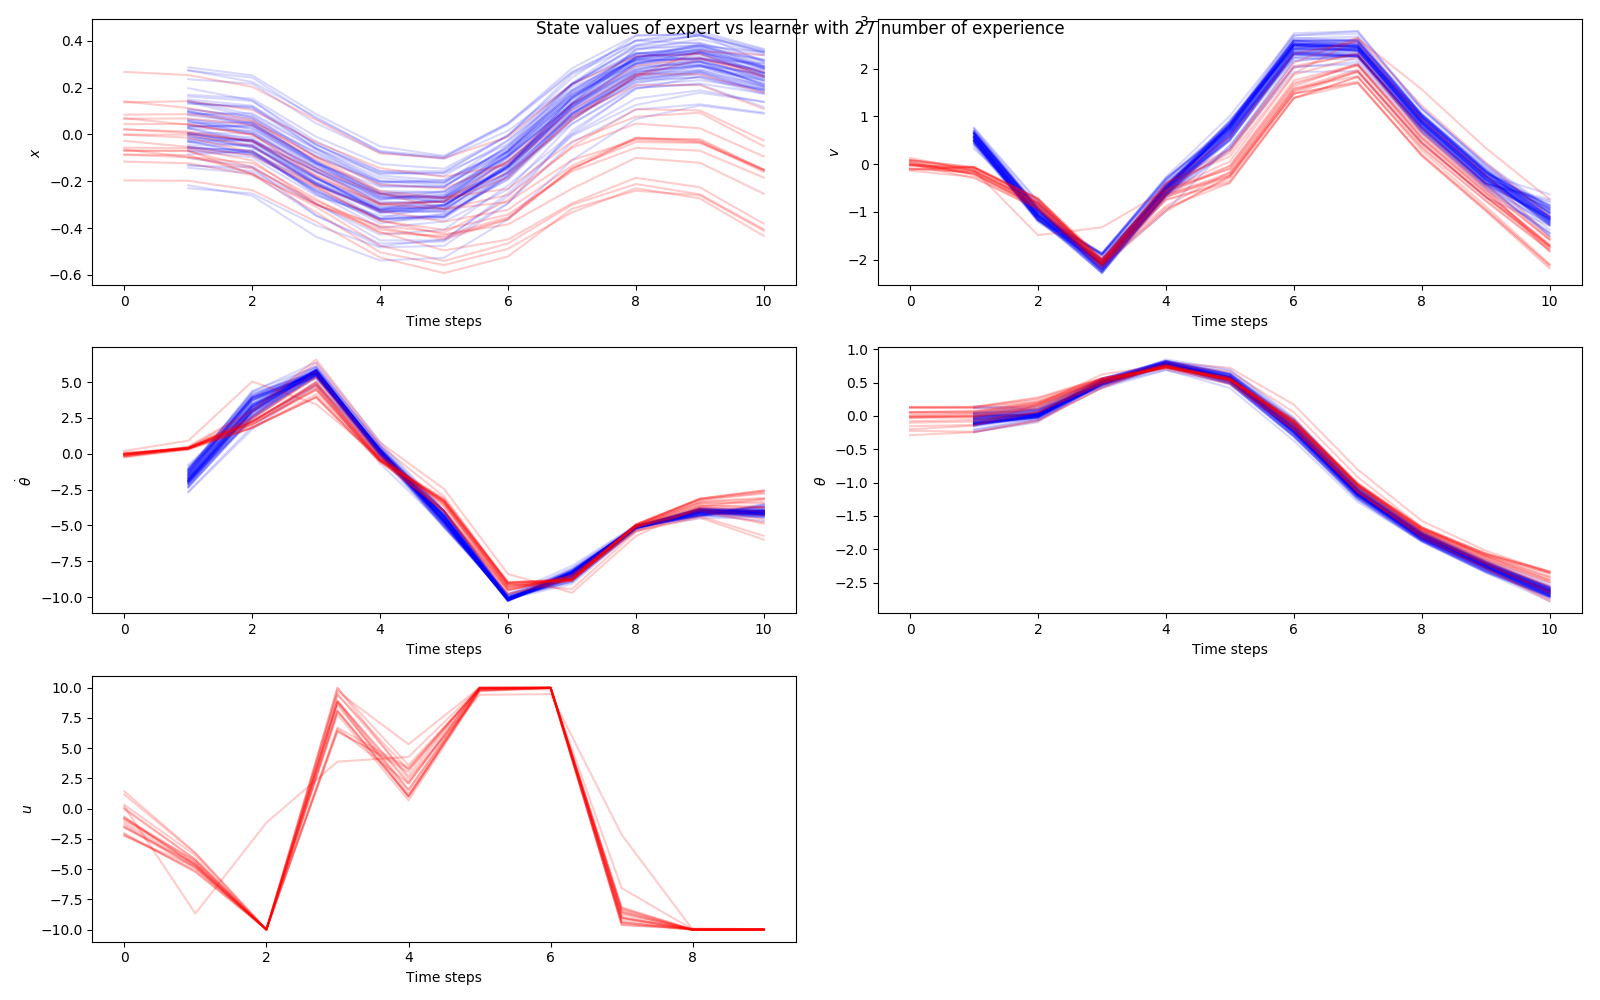 State values of expert vs learner with 27 number of experience
0.4
0.2
0.0
−0.2
−0.4
−0.6
x
0 2 4 6 8 10
Time steps
3
2
1
0
−1
−2
v
0 2 4 6 8 10
Time steps
5.0
2.5
0.0
−2.5
−5.0
−7.5
−10.0
θ̇
0 2 4 6 8 10
Time steps
1.0
0.5
0.0
−0.5
−1.0
−1.5
−2.0
−2.5
θ
0 2 4 6 8 10
Time steps
10.0
7.5
5.0
2.5
0.0
−2.5
−5.0
−7.5
−10.0
u
0 2 4 6 8
Time steps